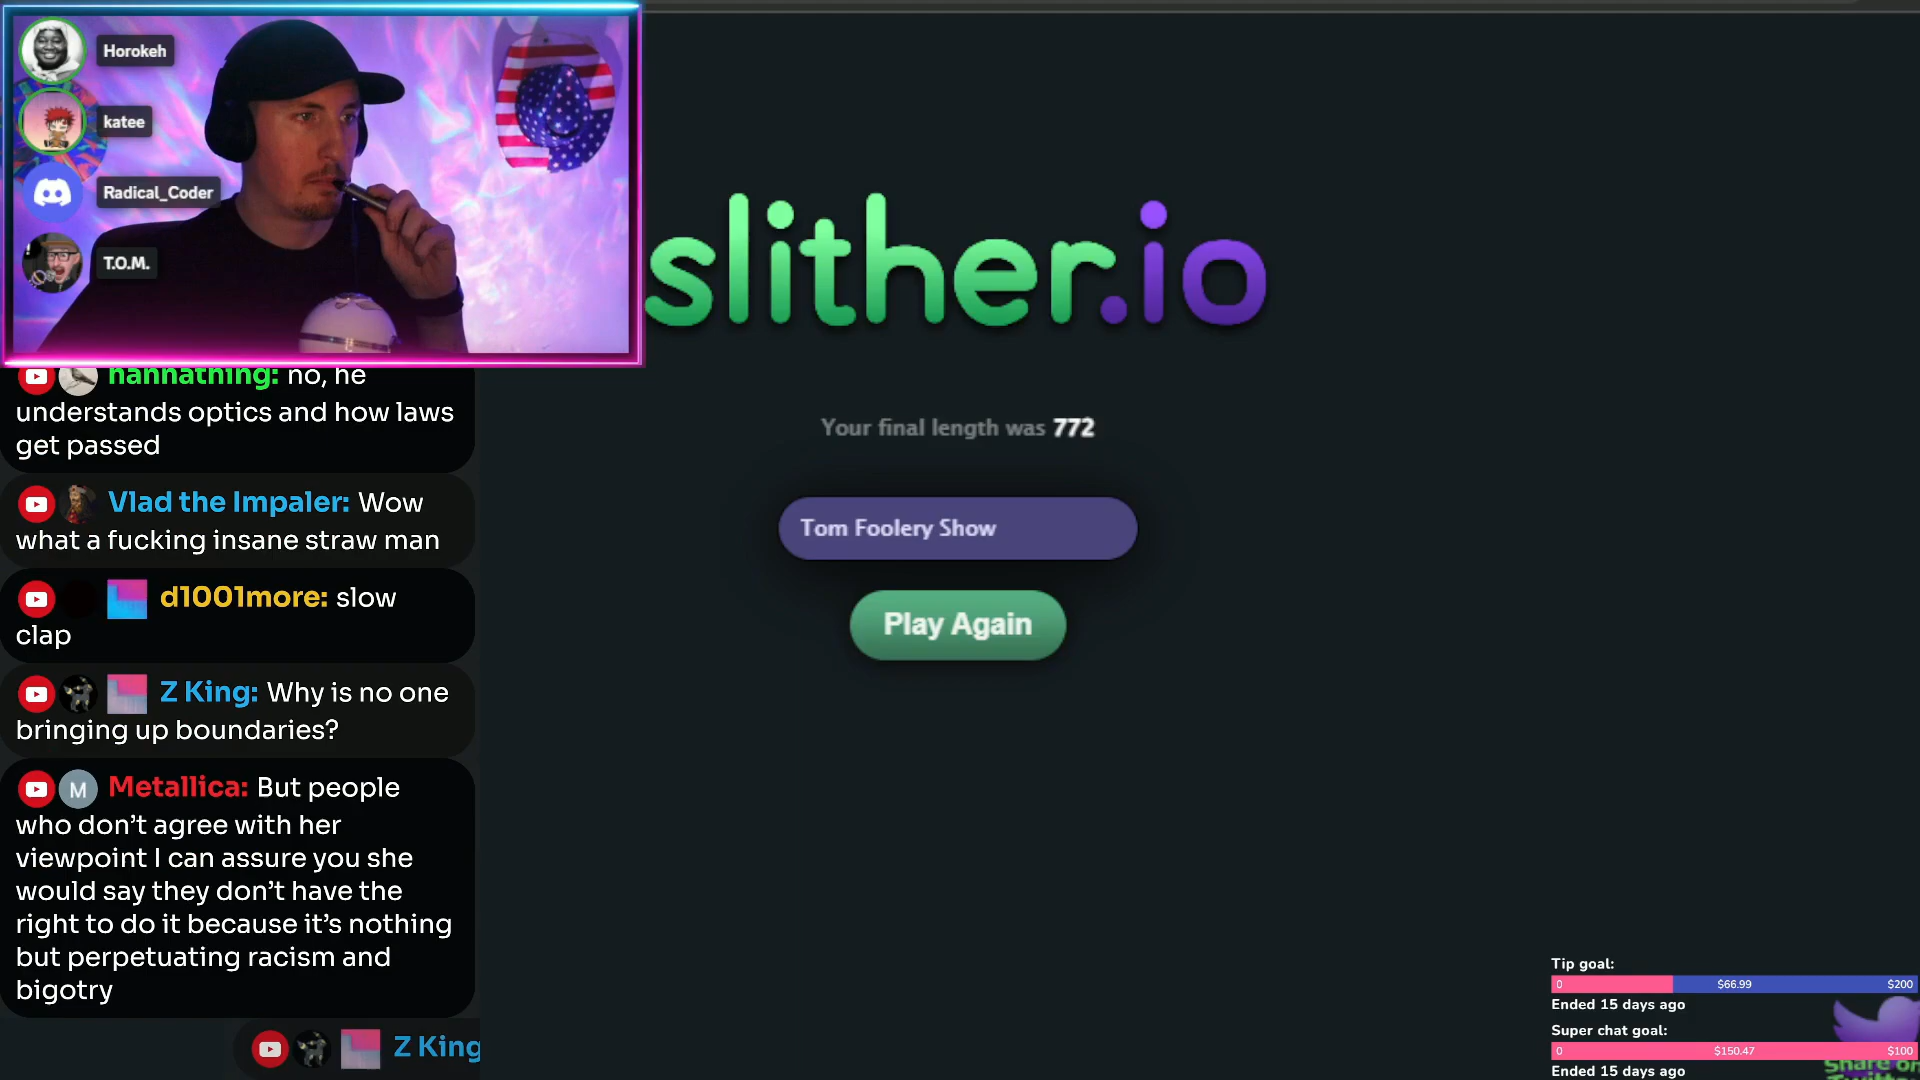 Horokeh
katee
Radical_Coder
T.O.M.
slither.io
Your final length was 772
Tom Foolery Show
Play Again
hannathing: no, he
understands optics and how laws
get passed
Vlad the Impaler: Wow
what a fucking insane straw man
d1001more: slow
clap
Z King: Why is no one
bringing up boundaries?
M Metallica: But people
who don't agree with her
viewpoint I can assure you she
would say they don't have the
right to do it because it's nothing
but perpetuating racism and
bigotry
Z King
Tip goal:
0 $66.99 $200
Ended 15 days ago
Super chat goal:
0 $150.47 $100
Ended 15 days ago
Share on